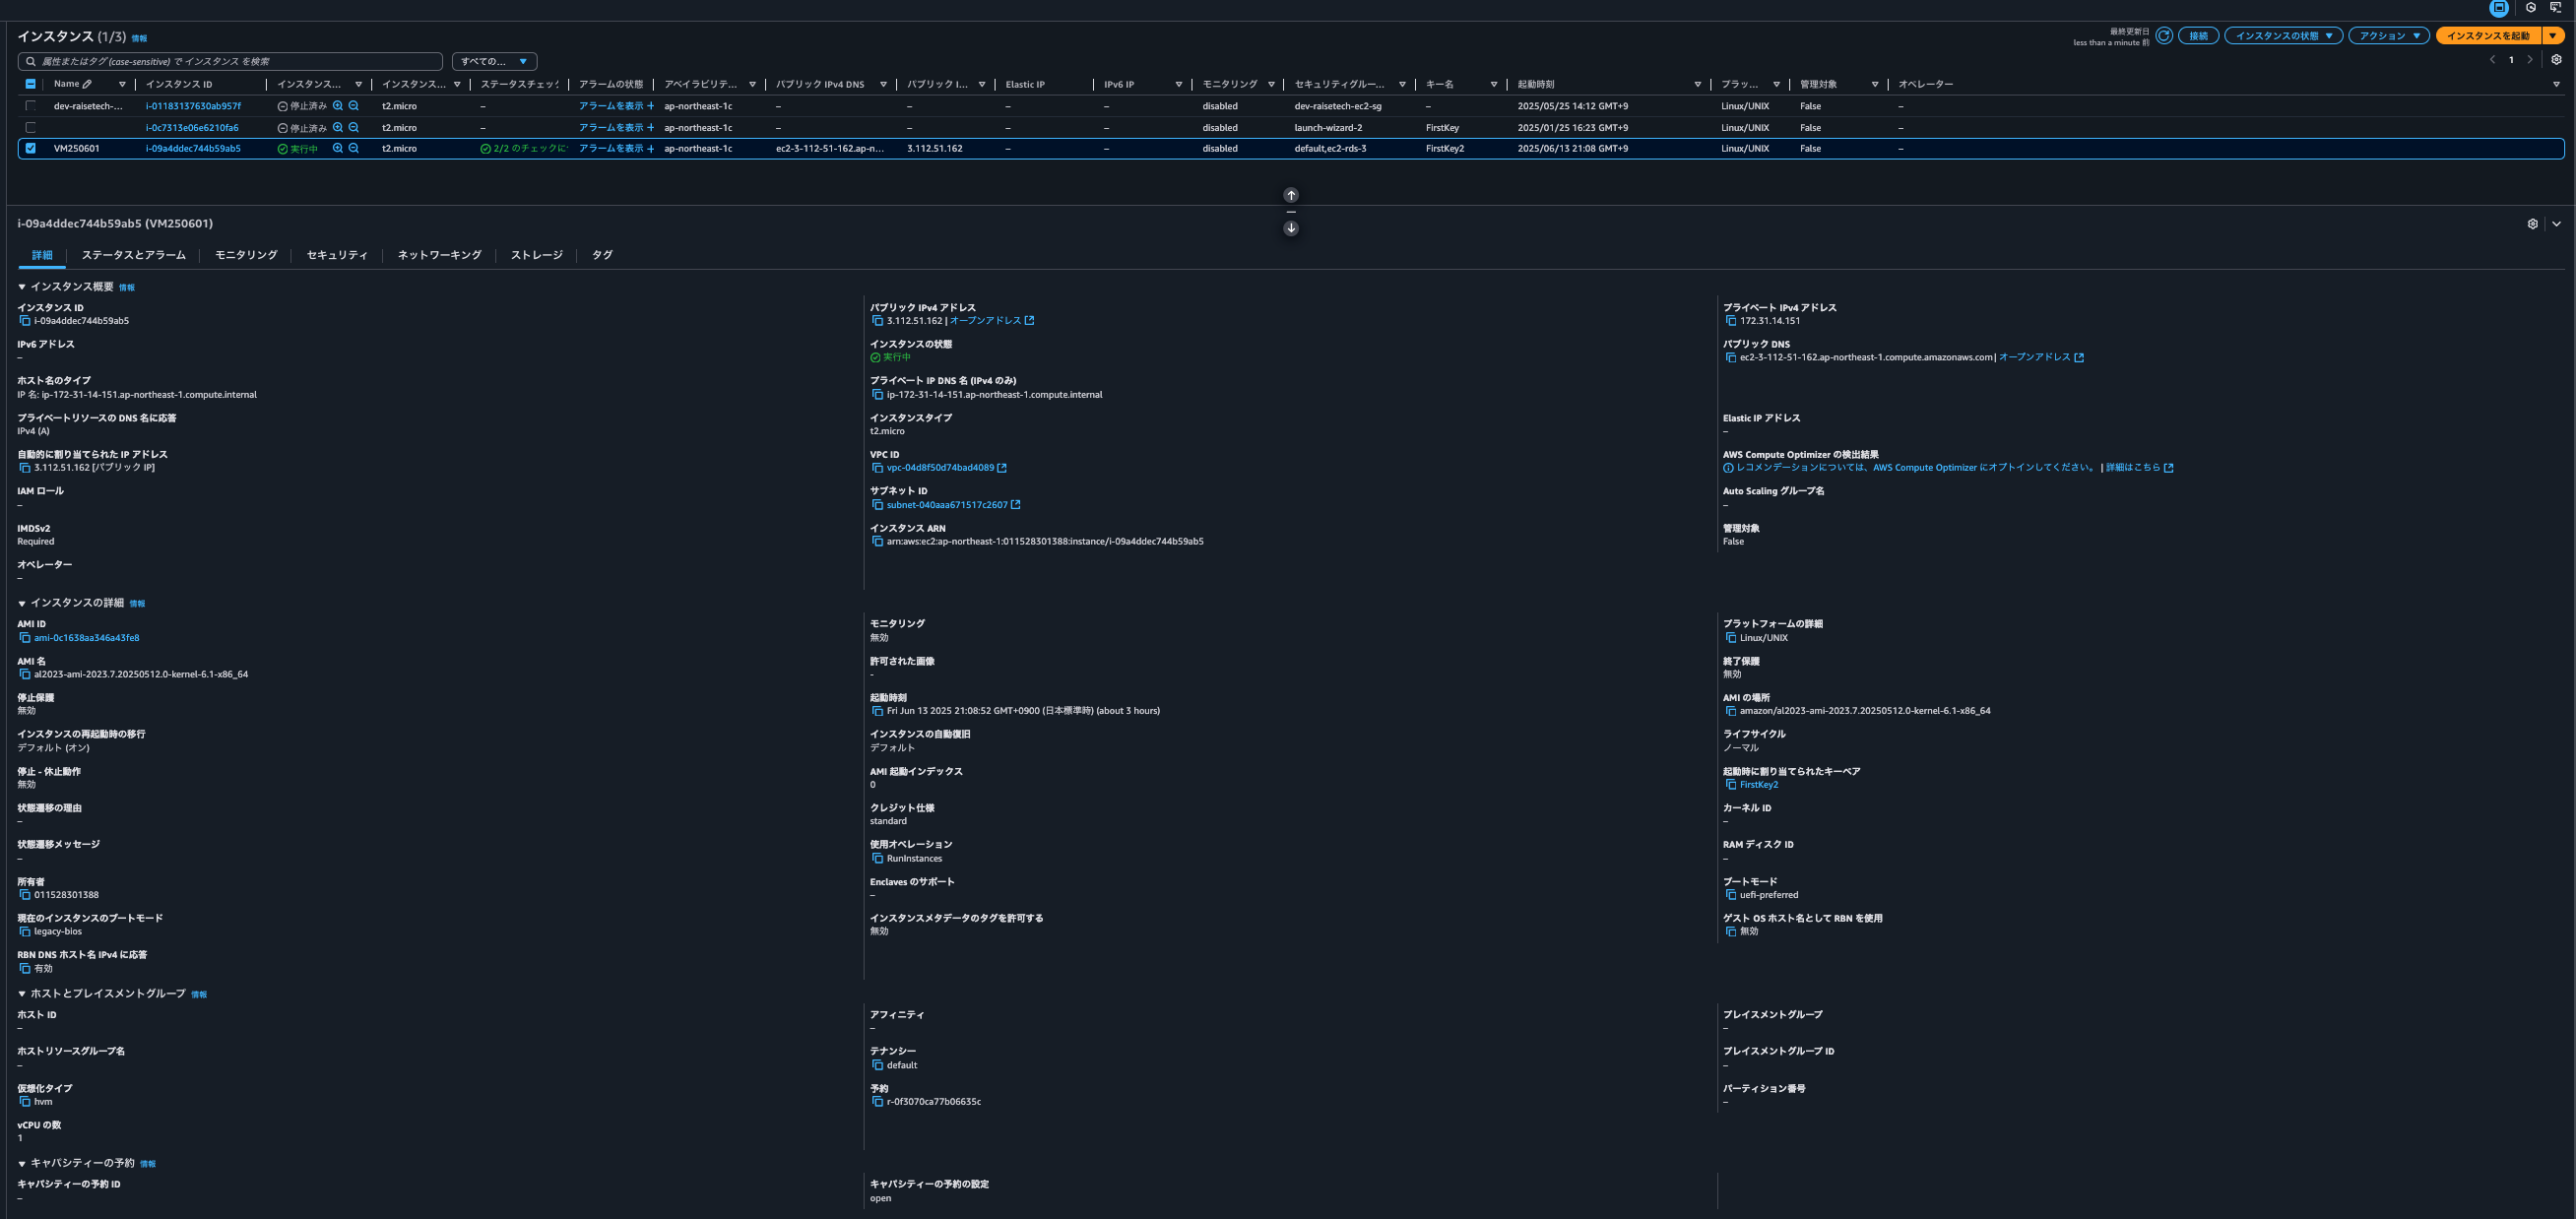 インスタンス (1/3) 情報
最終更新日
less than a minute 前
接続
インスタンスの状態
アクション
インスタンスを起動
属性またはタグ (case-sensitive) で インスタンス を検索
すべての...
1
Name インスタンス ID インスタンス... インスタンス... ステータスチェック アラームの状態 アベイラビリテ... パブリック IPv4 DNS パブリック I... Elastic IP IPv6 IP モニタリング セキュリティグルー... キー名 起動時刻 プラッ... 管理対象 オペレーター
dev-raisetech-... i-01183137630ab957f 停止済み t2.micro – アラームを表示 + ap-northeast-1c – – – – disabled dev-raisetech-ec2-sg – 2025/05/25 14:12 GMT+9 Linux/UNIX False –
i-0c7313e06e6210fa6 停止済み t2.micro – アラームを表示 + ap-northeast-1c – – – – disabled launch-wizard-2 FirstKey 2025/01/25 16:23 GMT+9 Linux/UNIX False –
VM250601 i-09a4ddec744b59ab5 実行中 t2.micro 2/2 のチェックに アラームを表示 + ap-northeast-1c ec2-3-112-51-162.ap-n... 3.112.51.162 – – disabled default,ec2-rds-3 FirstKey2 2025/06/13 21:08 GMT+9 Linux/UNIX False –
i-09a4ddec744b59ab5 (VM250601)
詳細 ステータスとアラーム モニタリング セキュリティ ネットワーキング ストレージ タグ
インスタンス概要 情報
インスタンス ID
i-09a4ddec744b59ab5
パブリック IPv4 アドレス
3.112.51.162 | オープンアドレス
プライベート IPv4 アドレス
172.31.14.151
IPv6 アドレス
–
インスタンスの状態
実行中
パブリック DNS
ec2-3-112-51-162.ap-northeast-1.compute.amazonaws.com | オープンアドレス
ホスト名のタイプ
IP 名: ip-172-31-14-151.ap-northeast-1.compute.internal
プライベート IP DNS 名 (IPv4 のみ)
ip-172-31-14-151.ap-northeast-1.compute.internal
プライベートリソースの DNS 名に応答
IPv4 (A)
インスタンスタイプ
t2.micro
Elastic IP アドレス
–
自動的に割り当てられた IP アドレス
3.112.51.162 [パブリック IP]
VPC ID
vpc-04d8f50d74bad4089
AWS Compute Optimizer の検出結果
レコメンデーションについては、AWS Compute Optimizer にオプトインしてください。 | 詳細はこちら
IAM ロール
–
サブネット ID
subnet-040aaa671517c2607
Auto Scaling グループ名
–
IMDSv2
Required
インスタンス ARN
arn:aws:ec2:ap-northeast-1:011528301388:instance/i-09a4ddec744b59ab5
管理対象
False
オペレーター
–
インスタンスの詳細 情報
AMI ID
ami-0c1638aa346a43fe8
モニタリング
無効
プラットフォームの詳細
Linux/UNIX
AMI 名
al2023-ami-2023.7.20250512.0-kernel-6.1-x86_64
許可された画像
-
終了保護
無効
停止保護
無効
起動時刻
Fri Jun 13 2025 21:08:52 GMT+0900 (日本標準時) (about 3 hours)
AMI の場所
amazon/al2023-ami-2023.7.20250512.0-kernel-6.1-x86_64
インスタンスの再起動時の移行
デフォルト (オン)
インスタンスの自動復旧
デフォルト
ライフサイクル
ノーマル
停止 - 休止動作
無効
AMI 起動インデックス
0
起動時に割り当てられたキーペア
FirstKey2
状態遷移の理由
–
クレジット仕様
standard
カーネル ID
–
状態遷移メッセージ
–
使用オペレーション
RunInstances
RAM ディスク ID
–
所有者
011528301388
Enclaves のサポート
–
ブートモード
uefi-preferred
現在のインスタンスのブートモード
legacy-bios
インスタンスメタデータのタグを許可する
無効
ゲスト OS ホスト名として RBN を使用
無効
RBN DNS ホスト名 IPv4 に応答
有効
ホストとプレイスメントグループ 情報
ホスト ID
–
アフィニティ
–
プレイスメントグループ
–
ホストリソースグループ名
–
テナンシー
default
プレイスメントグループ ID
–
仮想化タイプ
hvm
予約
r-0f3070ca77b06635c
パーティション番号
–
vCPU の数
1
キャパシティーの予約 情報
キャパシティーの予約 ID
–
キャパシティーの予約の設定
open